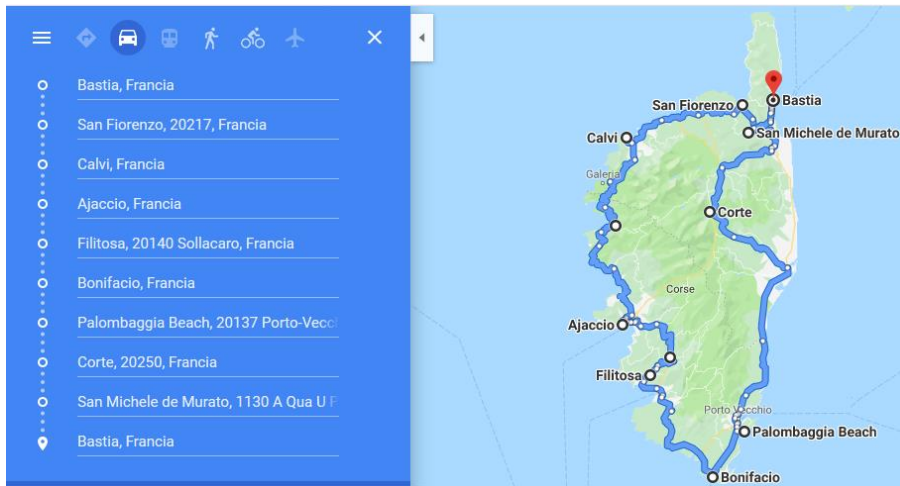 Bastia, Francia
San Fiorenzo, 20217, Francia
Calvi, Francia
Ajaccio, Francia
Filitosa, 20140 Sollacaro, Francia
Bonifacio, Francia
Palombaggia Beach, 20137 Porto-Vecc
Corte, 20250, Francia
San Michele de Murato, 1130 A Qua U
Bastia, Francia
San Fiorenzo
Bastia
San Michele de Murato
Calvi
Galeria
Corte
Corse
Ajaccio
Filitosa
Porto Vecchio
Palombaggia Beach
Bonifacio